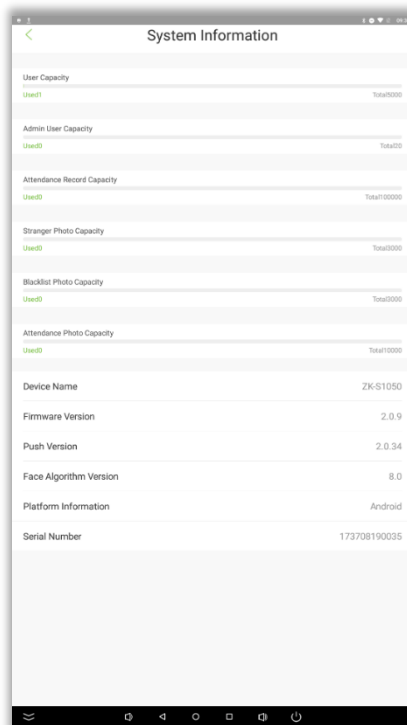 System Information
User Capacity
Used1 Total5000
Admin User Capacity
Used0 Total20
Attendance Record Capacity
Used0 Total100000
Stranger Photo Capacity
Used0 Total3000
Blacklist Photo Capacity
Used0 Total3000
Attendance Photo Capacity
Used0 Total10000
Device Name ZK-S1050
Firmware Version 2.0.9
Push Version 2.0.34
Face Algorithm Version 8.0
Platform Information Android
Serial Number 173708190035